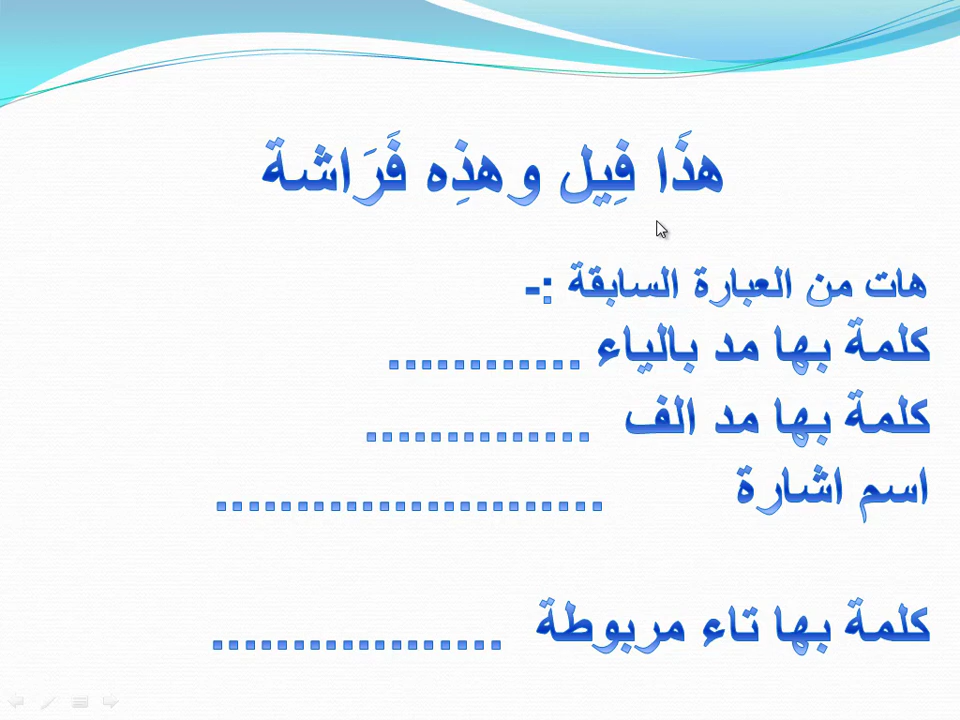 هذَا فِيل وهذِه فَرَاشة
هات من العبارة السابقة :-
كلمة بها مد بالياء ............
كلمة بها مد الف ..............
اسم اشارة ........................
كلمة بها تاء مربوطة ..................